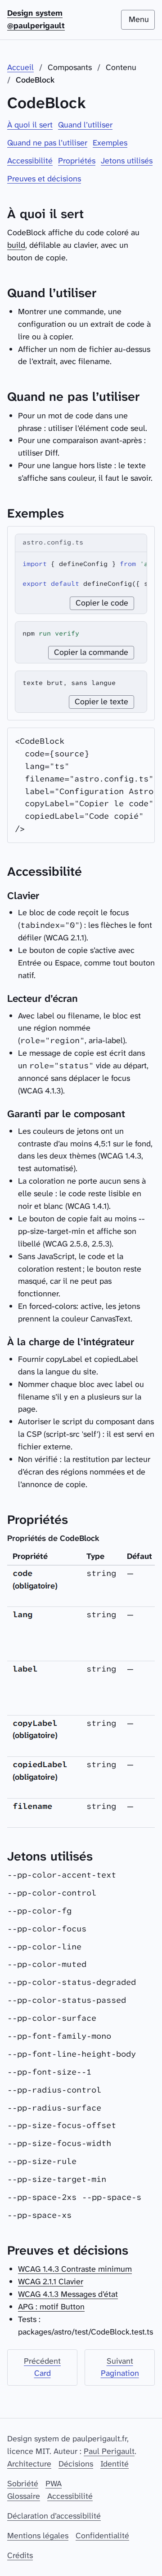 Design system
@paulperigault
Menu
Accueil / Composants / Contenu
/ CodeBlock
CodeBlock
À quoi il sert Quand l'utiliser
Quand ne pas l'utiliser Exemples
Accessibilité Propriétés Jetons utilisés
Preuves et décisions
À quoi il sert
CodeBlock affiche du code coloré au
build, défilable au clavier, avec un
bouton de copie.
Quand l'utiliser
Montrer une commande, une
configuration ou un extrait de code à
lire ou à copier.
Afficher un nom de fichier au-dessus
de l'extrait, avec filename.
Quand ne pas l'utiliser
Pour un mot de code dans une
phrase : utiliser l'élément code seul.
Pour une comparaison avant-après :
utiliser Diff.
Pour une langue hors liste : le texte
s'affiche sans couleur, il faut le savoir.
Exemples
astro.config.ts
import { defineConfig } from 'a
export default defineConfig({ s
Copier le code
npm run verify
Copier la commande
texte brut, sans langue
Copier le texte
<CodeBlock
code={source}
lang="ts"
filename="astro.config.ts"
label="Configuration Astro
copyLabel="Copier le code"
copiedLabel="Code copié"
/>
Accessibilité
Clavier
Le bloc de code reçoit le focus
(tabindex="0") : les flèches le font
défiler (WCAG 2.1.1).
Le bouton de copie s'active avec
Entrée ou Espace, comme tout bouton
natif.
Lecteur d'écran
Avec label ou filename, le bloc est
une région nommée
(role="region", aria-label).
Le message de copie est écrit dans
un role="status" vide au départ,
annoncé sans déplacer le focus
(WCAG 4.1.3).
Garanti par le composant
Les couleurs de jetons ont un
contraste d'au moins 4,5:1 sur le fond,
dans les deux thèmes (WCAG 1.4.3,
test automatisé).
La coloration ne porte aucun sens à
elle seule : le code reste lisible en
noir et blanc (WCAG 1.4.1).
Le bouton de copie fait au moins --
pp-size-target-min et affiche son
libellé (WCAG 2.5.8, 2.5.3).
Sans JavaScript, le code et la
coloration restent ; le bouton reste
masqué, car il ne peut pas
fonctionner.
En forced-colors: active, les jetons
prennent la couleur CanvasText.
À la charge de l'intégrateur
Fournir copyLabel et copiedLabel
dans la langue du site.
Nommer chaque bloc avec label ou
filename s'il y en a plusieurs sur la
page.
Autoriser le script du composant dans
la CSP (script-src 'self') : il est servi en
fichier externe.
Non vérifié : la restitution par lecteur
d'écran des régions nommées et de
l'annonce de copie.
Propriétés
Propriétés de CodeBlock
Propriété Type Défaut
code
(obligatoire) string —
lang string —
label string —
copyLabel
(obligatoire) string —
copiedLabel
(obligatoire) string —
filename string —
Jetons utilisés
--pp-color-accent-text
--pp-color-control
--pp-color-fg
--pp-color-focus
--pp-color-line
--pp-color-muted
--pp-color-status-degraded
--pp-color-status-passed
--pp-color-surface
--pp-font-family-mono
--pp-font-line-height-body
--pp-font-size--1
--pp-radius-control
--pp-radius-surface
--pp-size-focus-offset
--pp-size-focus-width
--pp-size-rule
--pp-size-target-min
--pp-space-2xs --pp-space-s
--pp-space-xs
Preuves et décisions
WCAG 1.4.3 Contraste minimum
WCAG 2.1.1 Clavier
WCAG 4.1.3 Messages d'état
APG : motif Button
Tests :
packages/astro/test/CodeBlock.test.ts
Précédent
Card
Suivant
Pagination
Design system de paulperigault.fr,
licence MIT. Auteur : Paul Perigault.
Architecture Décisions Identité
Sobriété PWA
Glossaire Accessibilité
Déclaration d'accessibilité
Mentions légales Confidentialité
Crédits